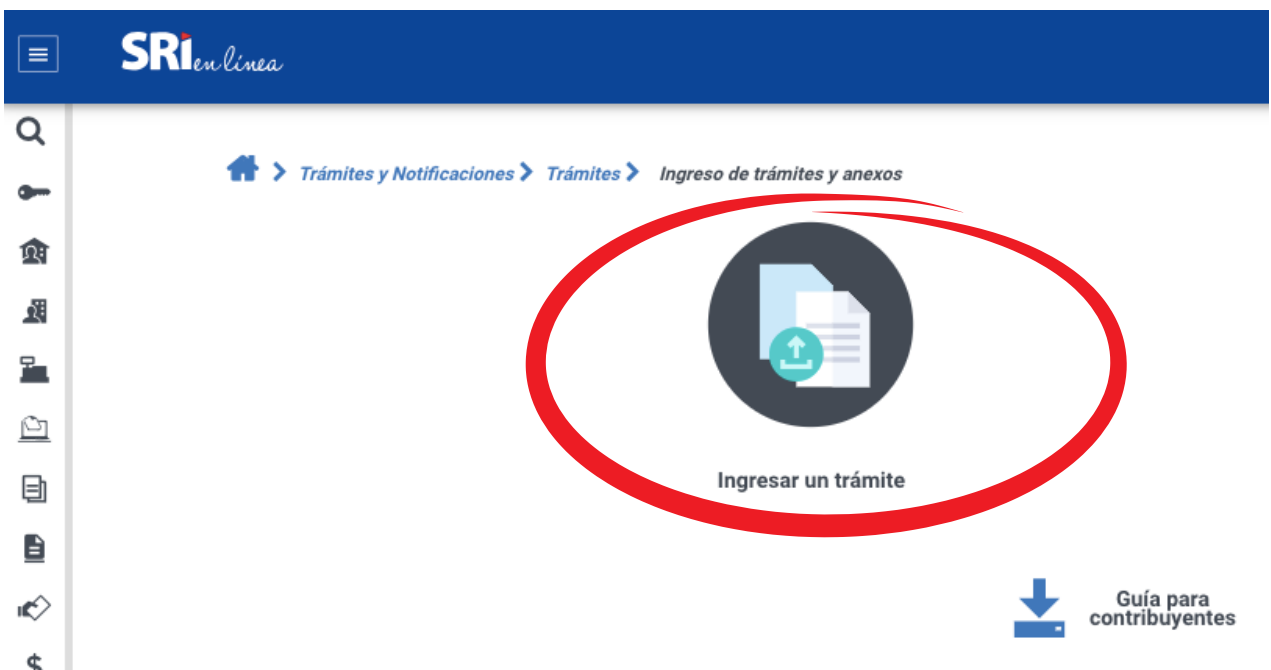 SRi en línea
Trámites y Notificaciones > Trámites > Ingreso de trámites y anexos
Ingresar un trámite
Guía para
contribuyentes
$